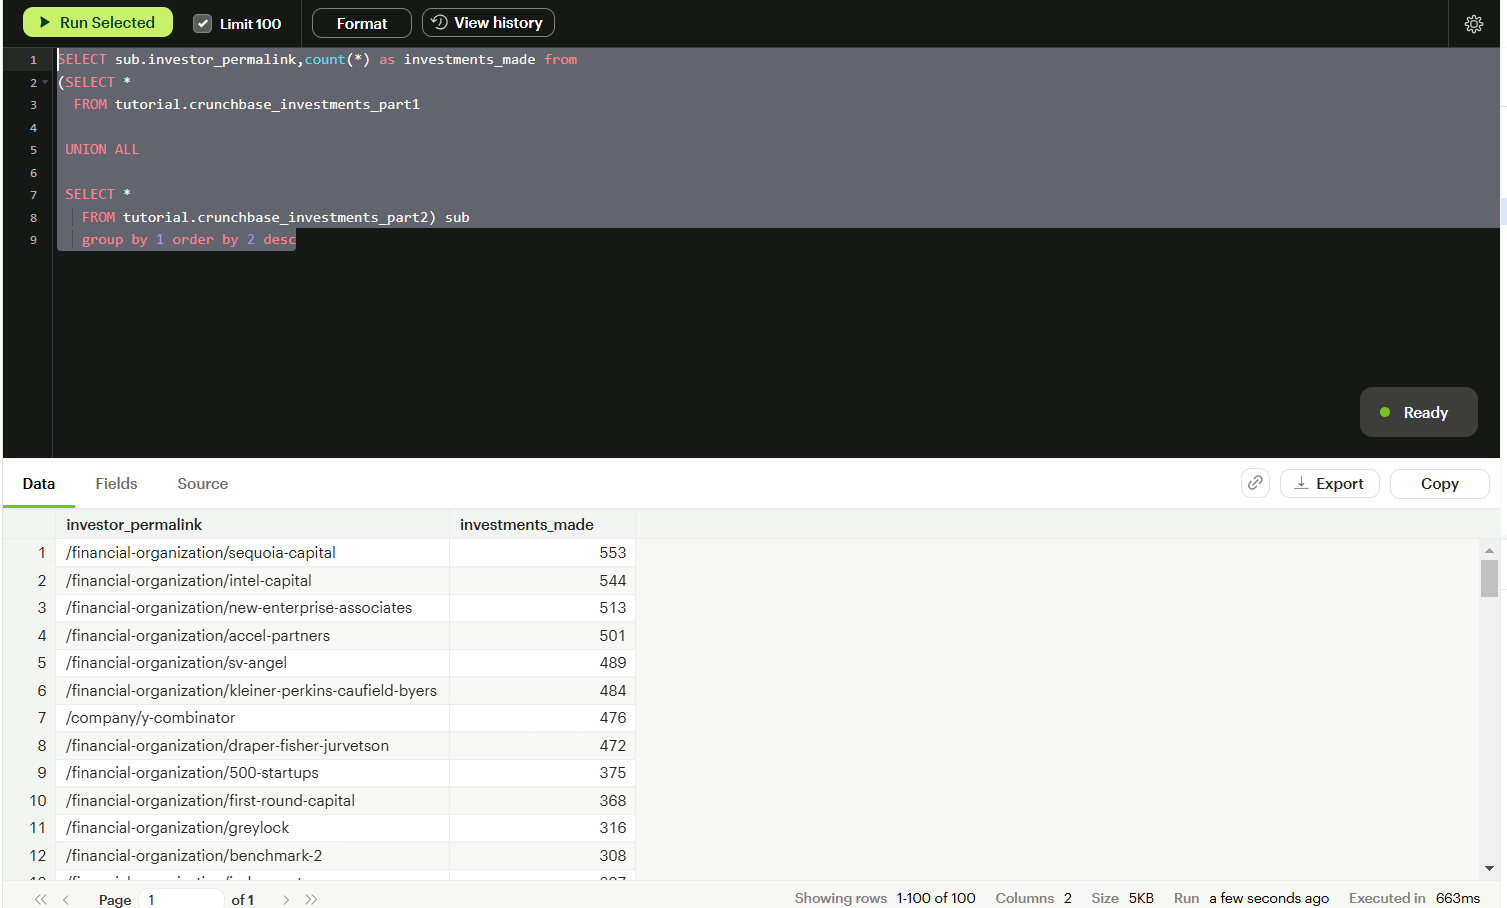 Run Selected Limit 100 Format View history
1 SELECT sub.investor_permalink,count(*) as investments_made from
2 (SELECT *
3 FROM tutorial.crunchbase_investments_part1
4
5 UNION ALL
6
7 SELECT *
8 FROM tutorial.crunchbase_investments_part2) sub
9 group by 1 order by 2 desc
Ready
Data Fields Source Export Copy
investor_permalink investments_made
1 /financial-organization/sequoia-capital 553
2 /financial-organization/intel-capital 544
3 /financial-organization/new-enterprise-associates 513
4 /financial-organization/accel-partners 501
5 /financial-organization/sv-angel 489
6 /financial-organization/kleiner-perkins-caufield-byers 484
7 /company/y-combinator 476
8 /financial-organization/draper-fisher-jurvetson 472
9 /financial-organization/500-startups 375
10 /financial-organization/first-round-capital 368
11 /financial-organization/greylock 316
12 /financial-organization/benchmark-2 308
Page 1 of 1 Showing rows 1-100 of 100 Columns 2 Size 5KB Run a few seconds ago Executed in 663ms